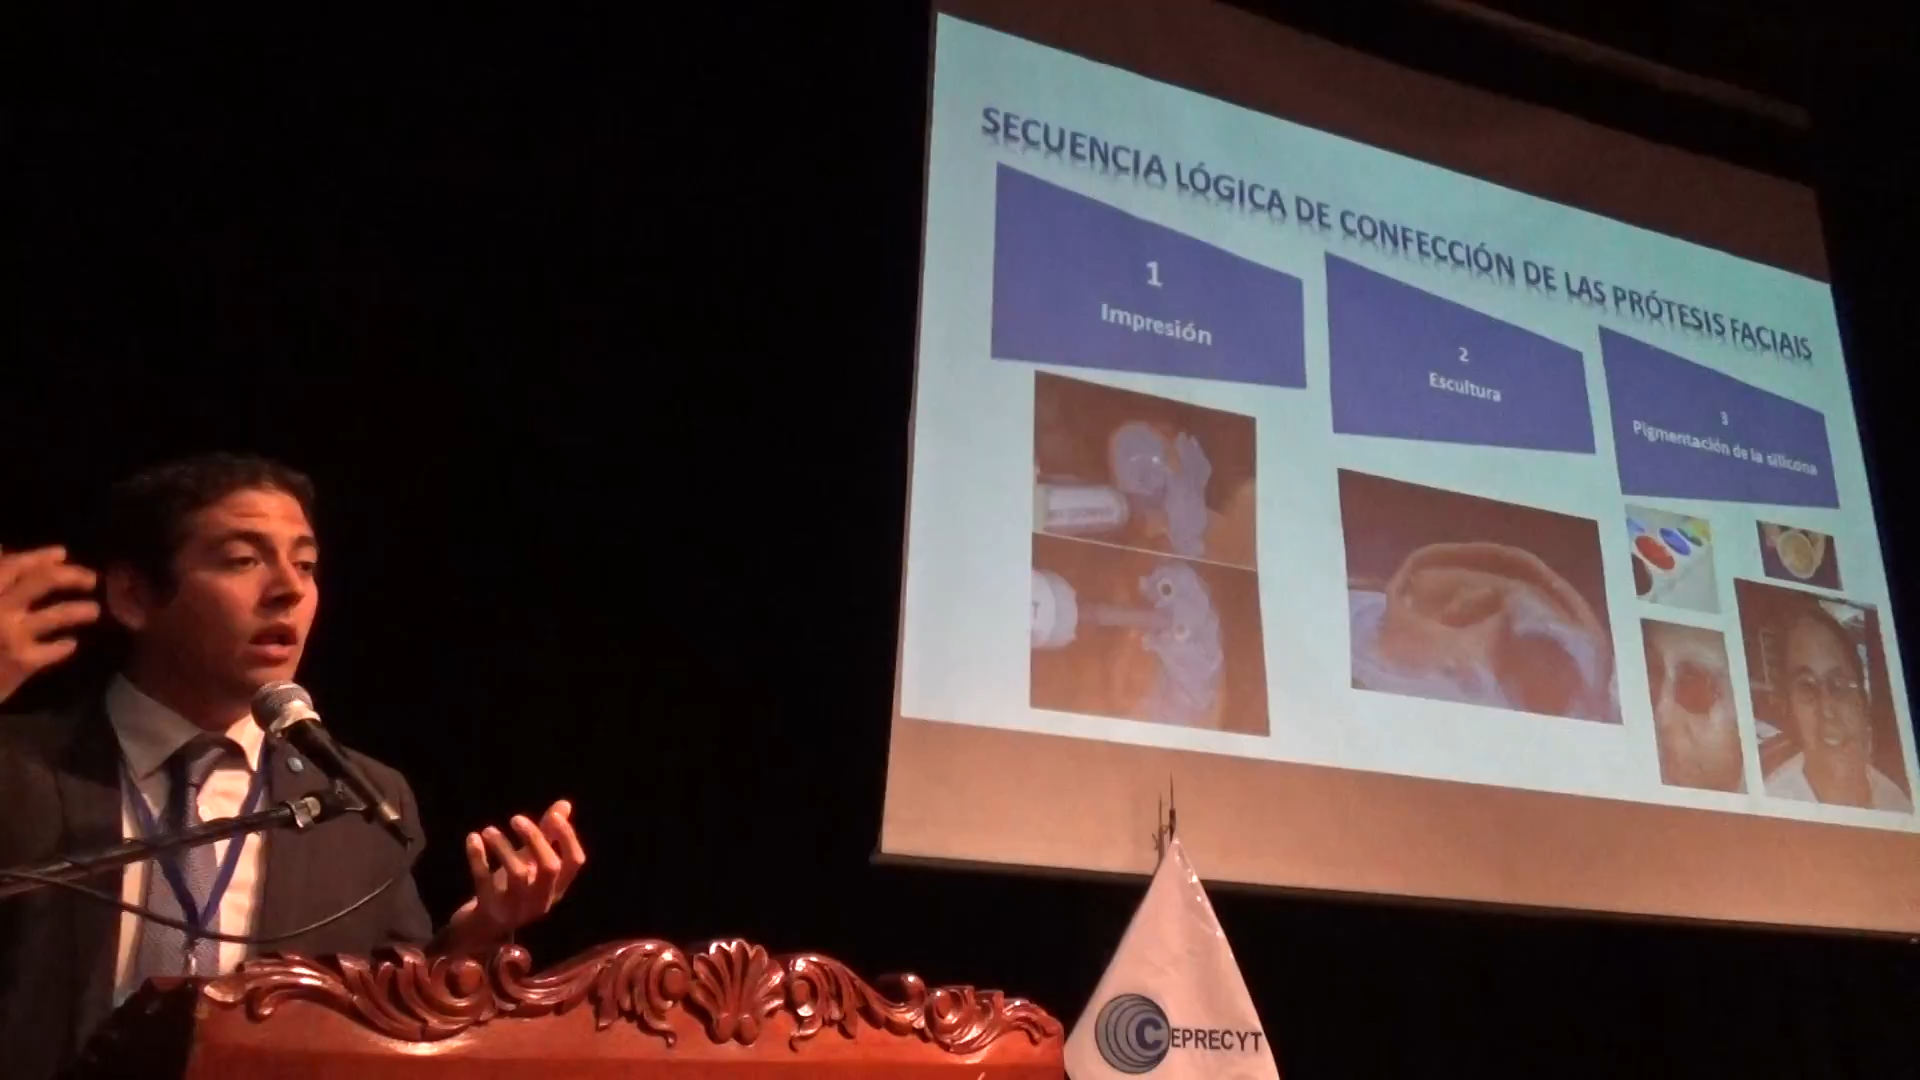 SECUENCIA LÓGICA DE CONFECCIÓN DE LAS PRÓTESIS FACIAIS
1
Impresión
2
Escultura
3
Pigmentación de la silicona
CEPRECYT